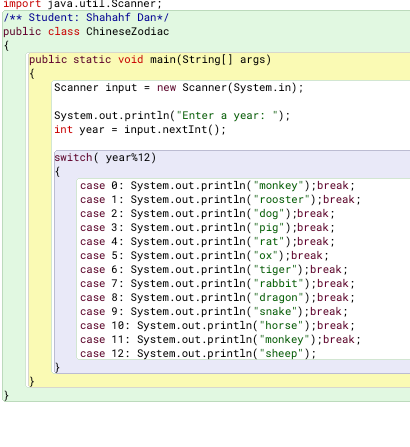 import java.util.Scanner;
/** Student: Shahahf Dan*/
public class ChineseZodiac
{
public static void main(String[] args)
{
Scanner input = new Scanner(System.in);
System.out.println("Enter a year: ");
int year = input.nextInt();
switch( year%12)
{
case 0: System.out.println("monkey");break;
case 1: System.out.println("rooster");break;
case 2: System.out.println("dog");break;
case 3: System.out.println("pig");break;
case 4: System.out.println("rat");break;
case 5: System.out.println("ox");break;
case 6: System.out.println("tiger");break;
case 7: System.out.println("rabbit");break;
case 8: System.out.println("dragon");break;
case 9: System.out.println("snake");break;
case 10: System.out.println("horse");break;
case 11: System.out.println("monkey");break;
case 12: System.out.println("sheep");
}
}
}